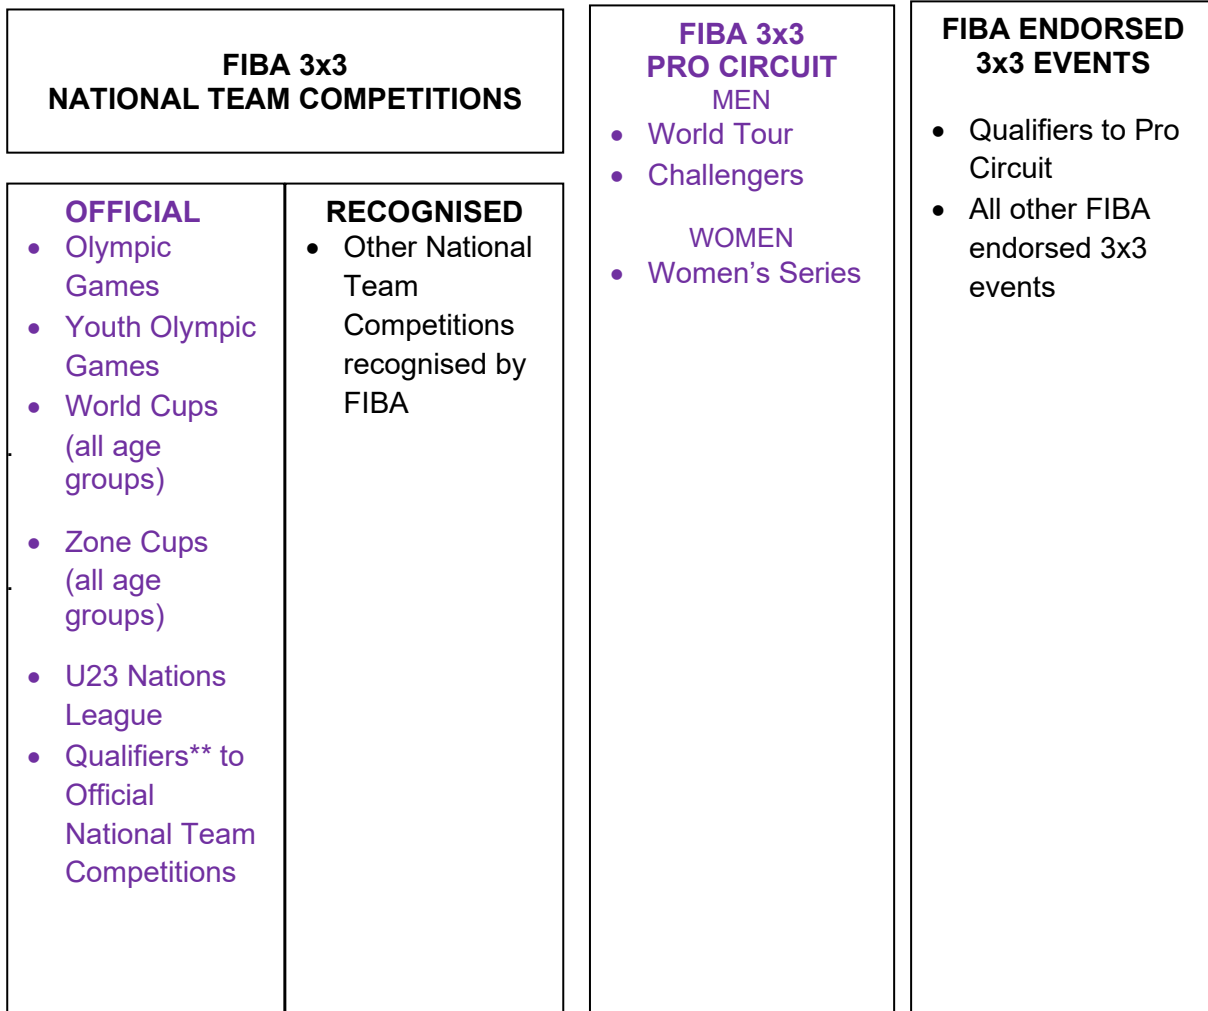 FIBA 3x3
NATIONAL TEAM COMPETITIONS
OFFICIAL
• Olympic
Games
• Youth Olympic
Games
• World Cups
(all age
groups)
• Zone Cups
(all age
groups)
• U23 Nations
League
• Qualifiers** to
Official
National Team
Competitions
RECOGNISED
• Other National
Team
Competitions
recognised by
FIBA
FIBA 3x3
PRO CIRCUIT
MEN
• World Tour
• Challengers
WOMEN
• Women’s Series
FIBA ENDORSED
3x3 EVENTS
• Qualifiers to Pro
Circuit
• All other FIBA
endorsed 3x3
events